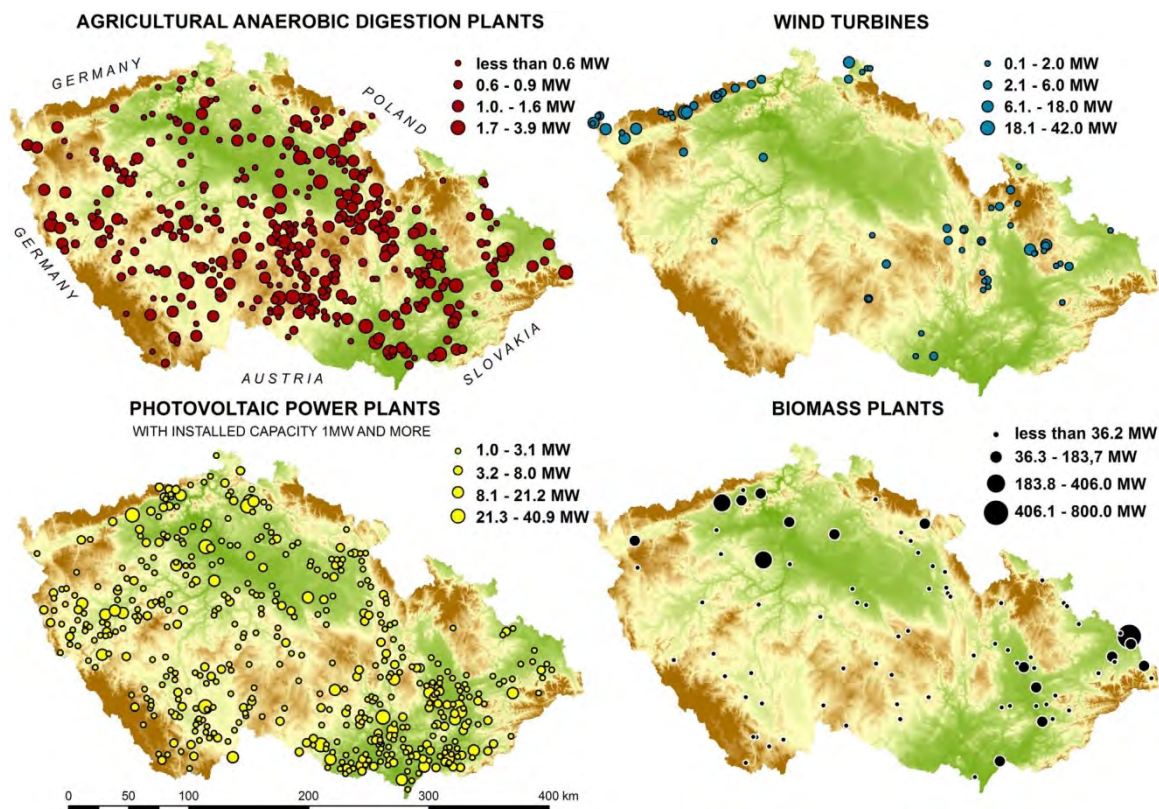 AGRICULTURAL ANAEROBIC DIGESTION PLANTS
less than 0.6 MW
0.6 - 0.9 MW
1.0. - 1.6 MW
1.7 - 3.9 MW
GERMANY
POLAND
GERMANY
AUSTRIA
SLOVAKIA
WIND TURBINES
0.1 - 2.0 MW
2.1 - 6.0 MW
6.1 - 18.0 MW
18.1 - 42.0 MW
PHOTOVOLTAIC POWER PLANTS
WITH INSTALLED CAPACITY 1MW AND MORE
1.0 - 3.1 MW
3.2 - 8.0 MW
8.1 - 21.2 MW
21.3 - 40.9 MW
0 50 100 200 300 400 km
BIOMASS PLANTS
less than 36.2 MW
36.3 - 183,7 MW
183.8 - 406.0 MW
406.1 - 800.0 MW